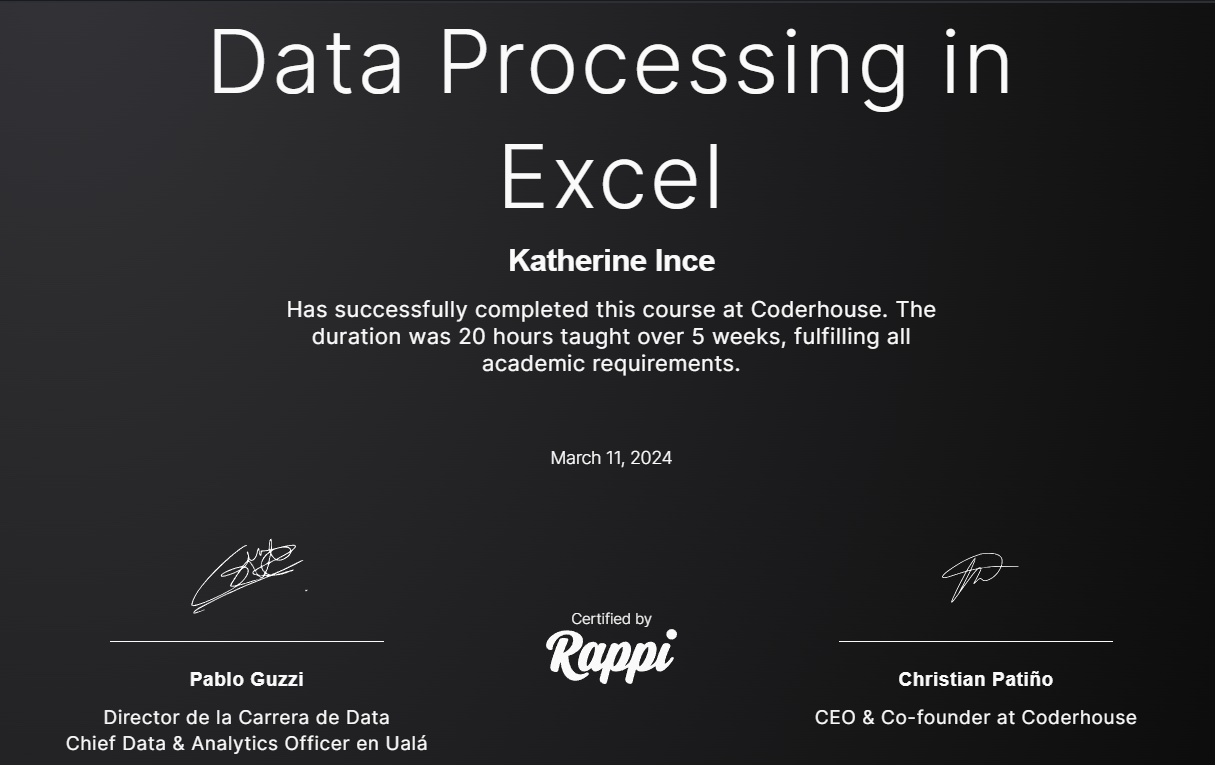 Data Processing in
Excel
Katherine Ince
Has successfully completed this course at Coderhouse. The
duration was 20 hours taught over 5 weeks, fulfilling all
academic requirements.
March 11, 2024
Certified by
Rappi
Pablo Guzzi
Director de la Carrera de Data
Chief Data & Analytics Officer en Ualá
Christian Patiño
CEO & Co-founder at Coderhouse